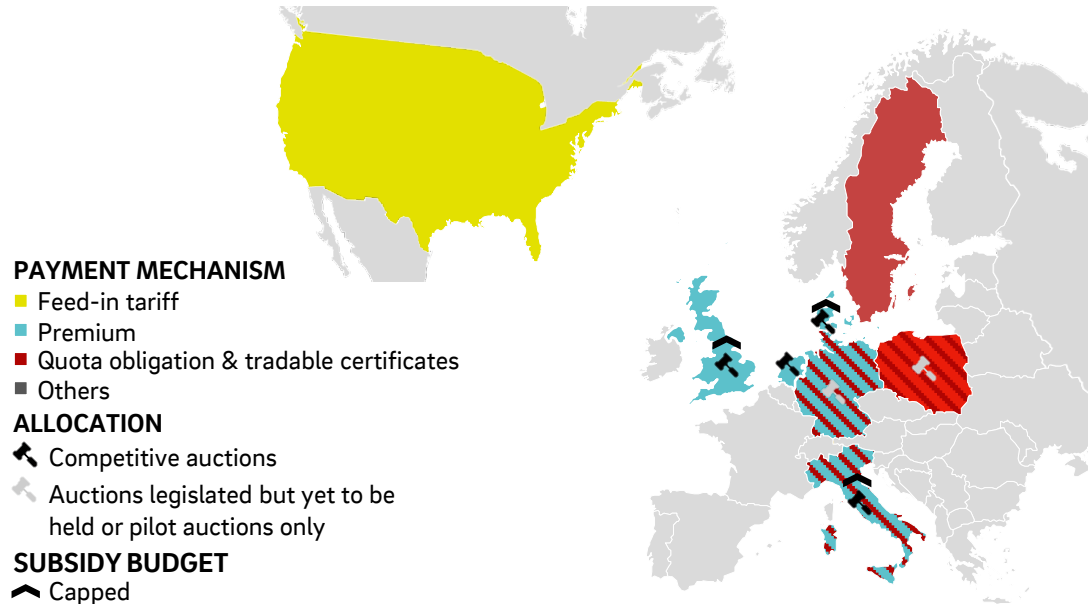 PAYMENT MECHANISM
Feed-in tariff
Premium
Quota obligation & tradable certificates
Others
ALLOCATION
Competitive auctions
Auctions legislated but yet to be
held or pilot auctions only
SUBSIDY BUDGET
Capped